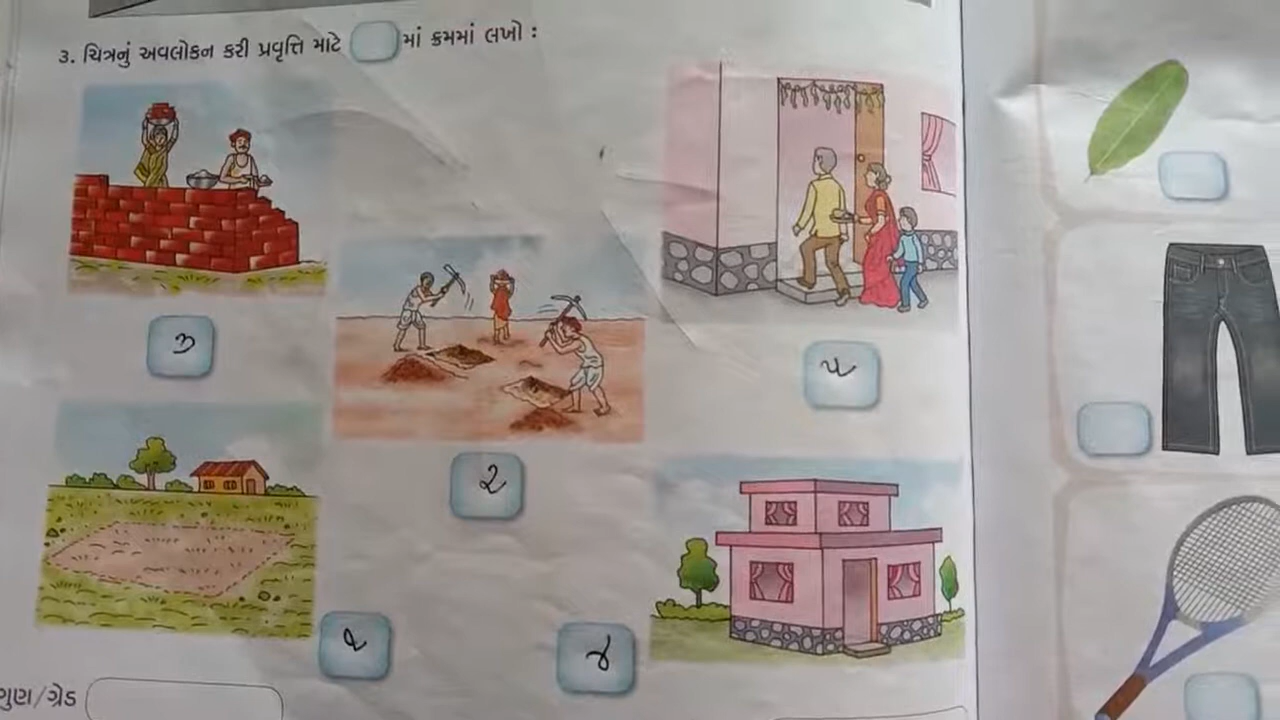 ૩. ચિત્રનું અવલોકન કરી પ્રવૃત્તિ માટે માં ક્રમમાં લખો :
૩
૫
૨
૧
૪
ગુણ/ગ્રેડ